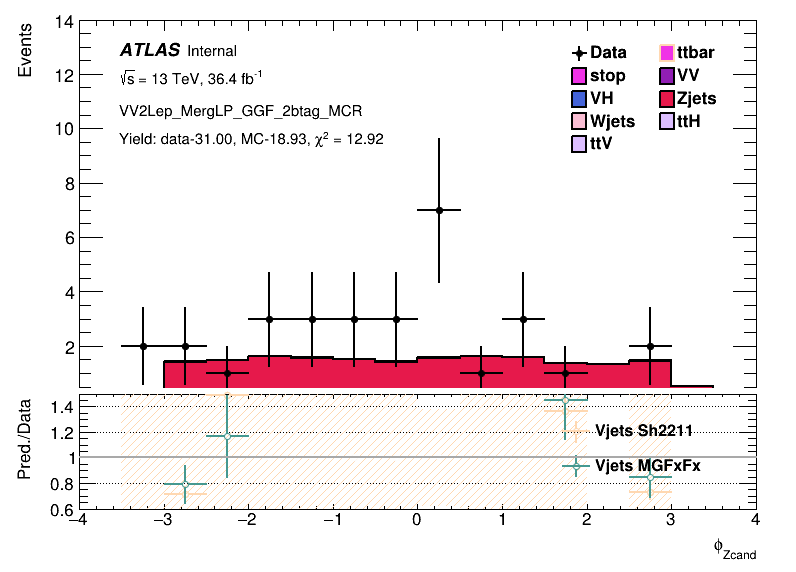 Events
14
12
10
8
6
4
2
ATLAS Internal
√s = 13 TeV, 36.4 fb⁻¹
VV2Lep_MergLP_GGF_2btag_MCR
Yield: data-31.00, MC-18.93, χ² = 12.92
Data
ttbar
stop
VV
VH
Zjets
Wjets
ttH
ttV
Pred./Data
1.4
1.2
1
0.8
0.6
Vjets Sh2211
Vjets MGFxFx
−4 −3 −2 −1 0 1 2 3 4
ϕ_Zcand